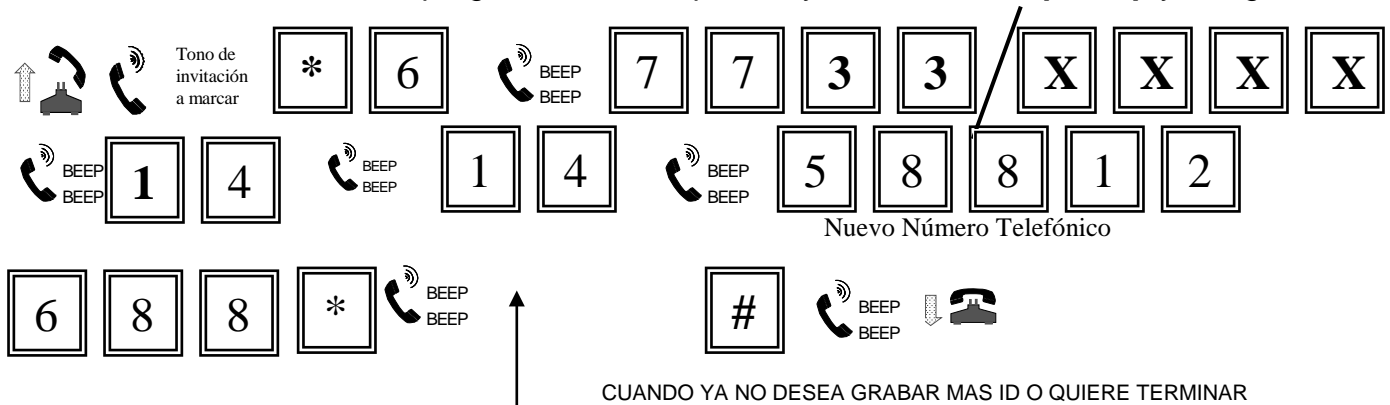 Tono de
invitación
a marcar
* 6 BEEP BEEP 7 7 3 3 X X X X
BEEP BEEP 1 4 BEEP BEEP 1 4 BEEP BEEP 5 8 8 1 2
Nuevo Número Telefónico
6 8 8 * BEEP BEEP # BEEP BEEP
CUANDO YA NO DESEA GRABAR MAS ID O QUIERE TERMINAR